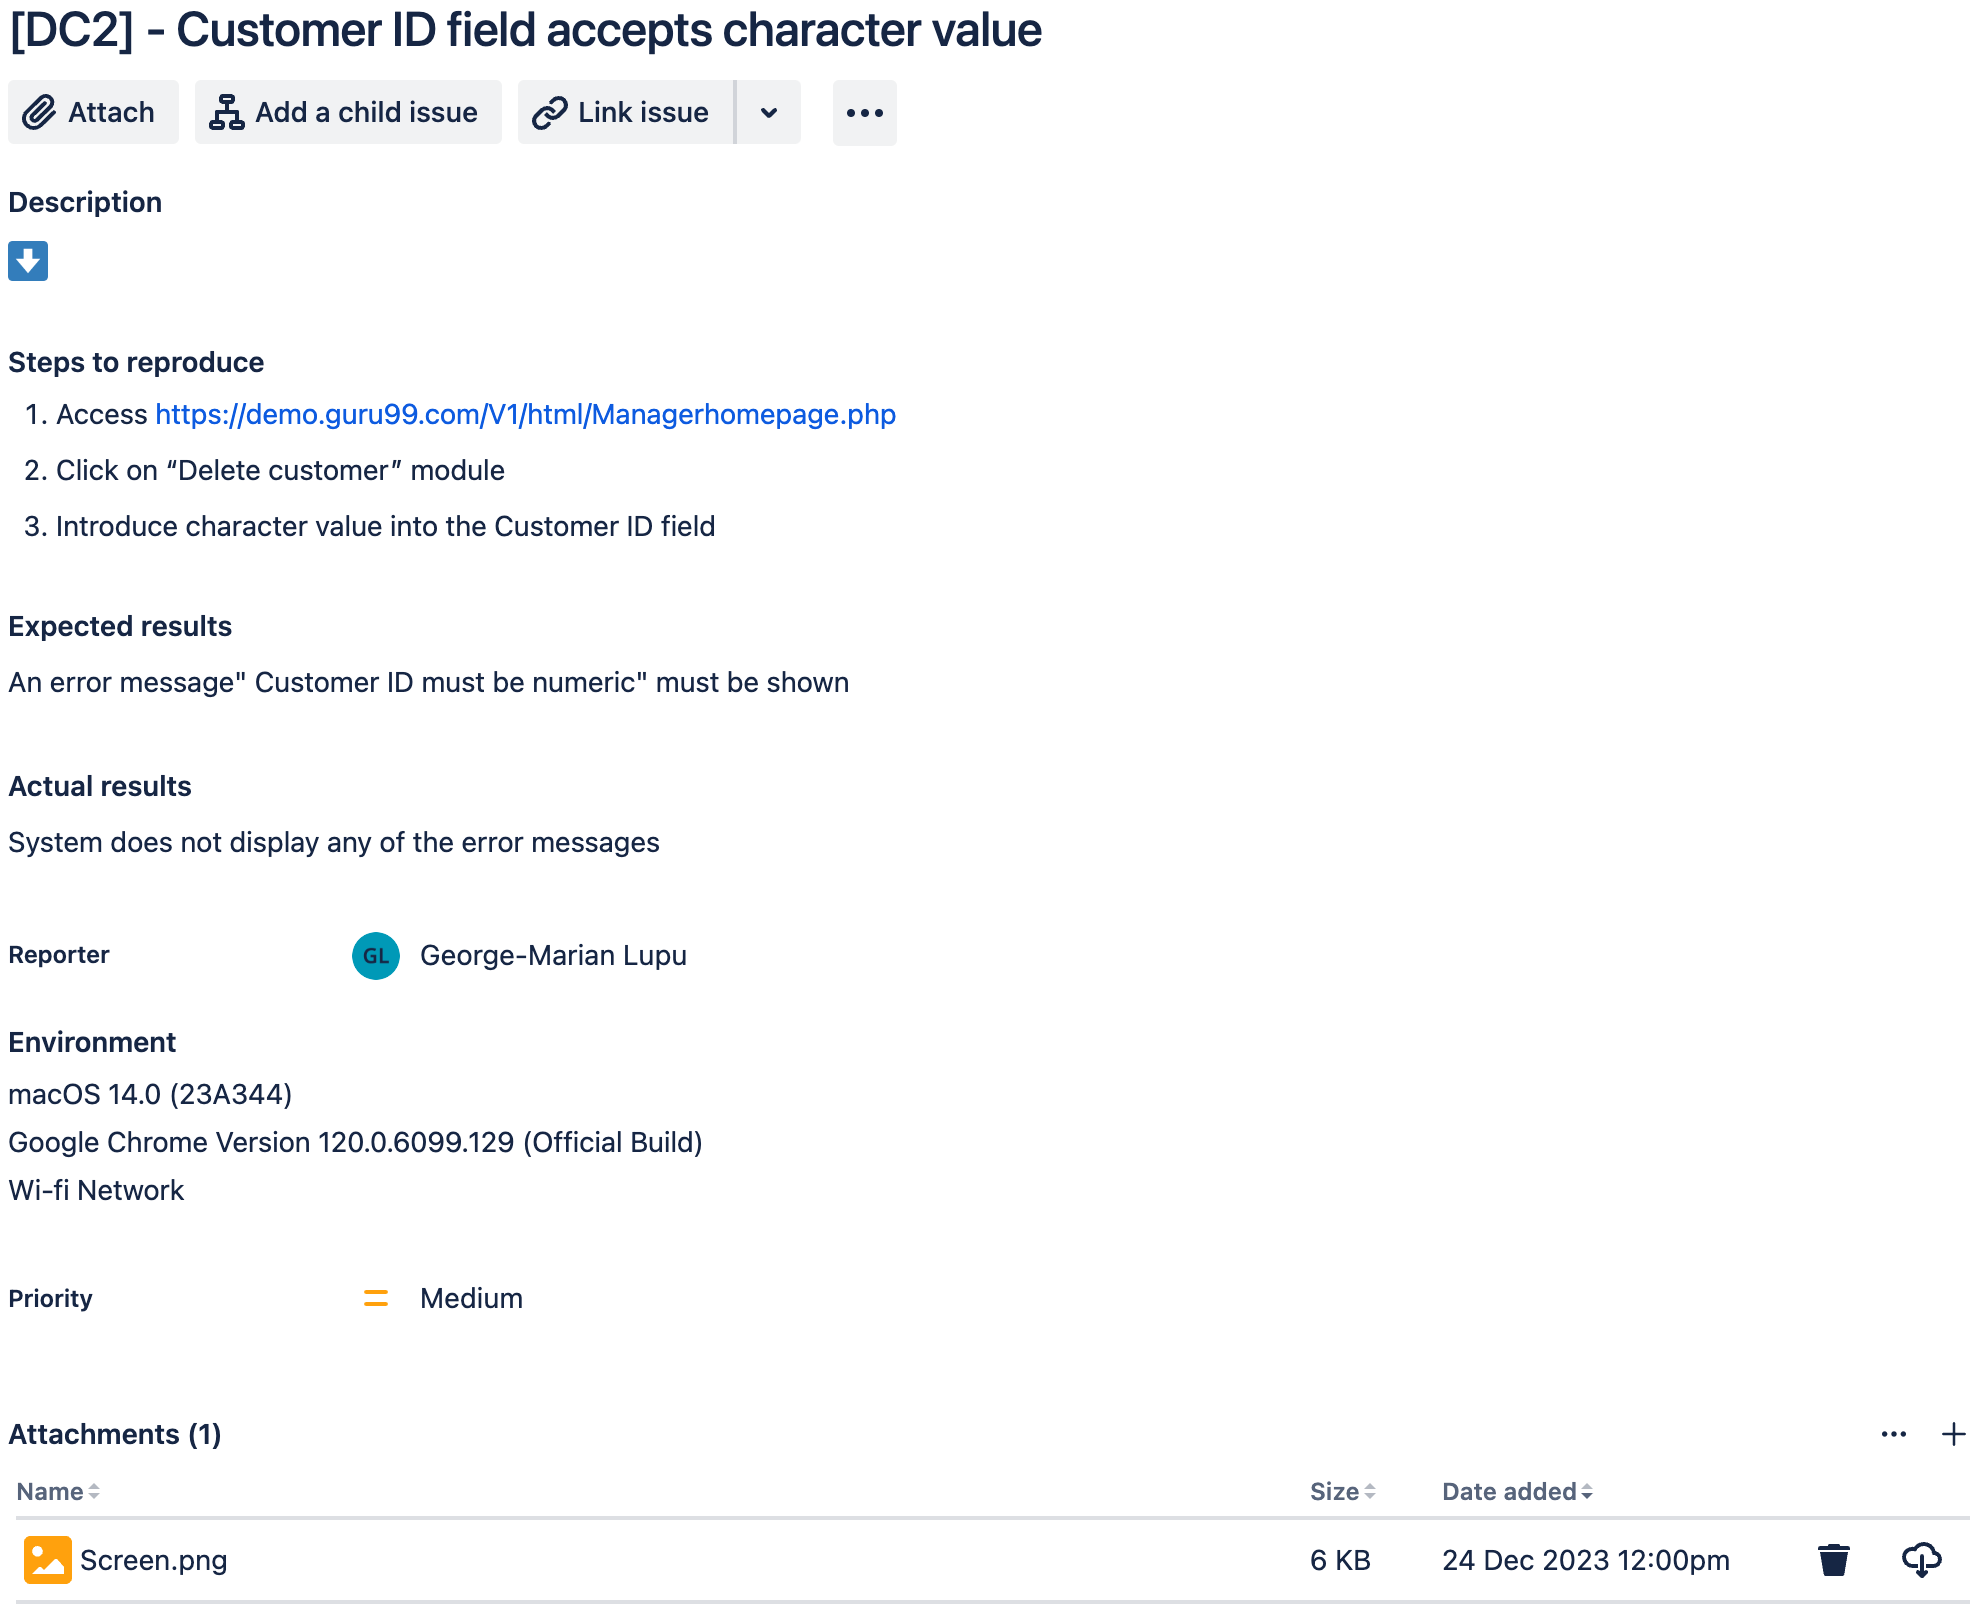 [DC2] - Customer ID field accepts character value
Attach
Add a child issue
Link issue
Description
Steps to reproduce
1. Access https://demo.guru99.com/V1/html/Managerhomepage.php
2. Click on “Delete customer” module
3. Introduce character value into the Customer ID field
Expected results
An error message" Customer ID must be numeric" must be shown
Actual results
System does not display any of the error messages
Reporter GL George-Marian Lupu
Environment
macOS 14.0 (23A344)
Google Chrome Version 120.0.6099.129 (Official Build)
Wi-fi Network
Priority Medium
Attachments (1)
Name Size Date added
Screen.png 6 KB 24 Dec 2023 12:00pm